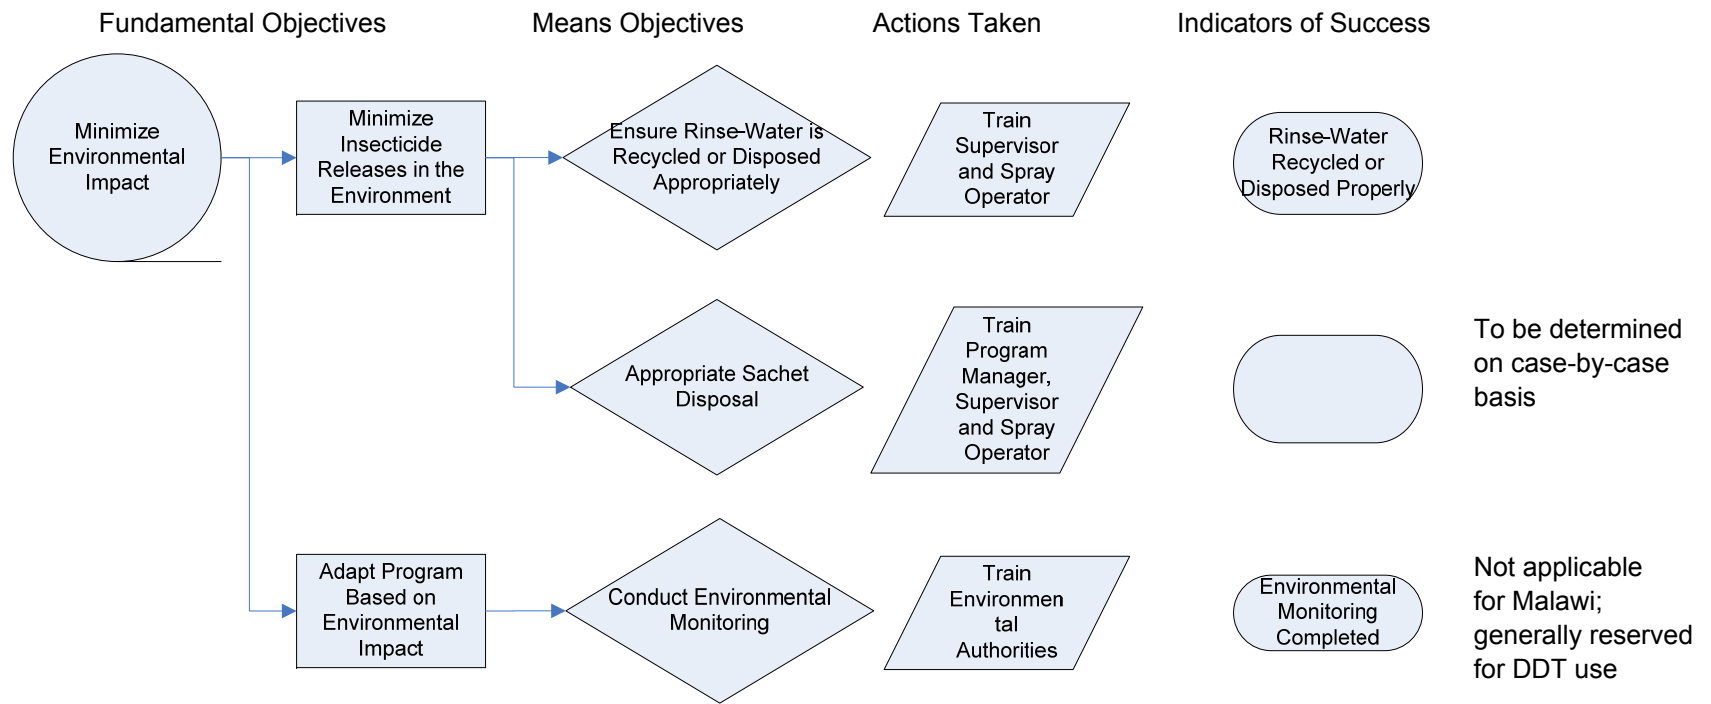 Fundamental Objectives
Means Objectives
Actions Taken
Indicators of Success
Minimize
Environmental
Impact
Minimize
Insecticide
Releases in the
Environment
Ensure Rinse-Water is
Recycled or Disposed
Appropriately
Train
Supervisor
and Spray
Operator
Rinse-Water
Recycled or
Disposed Properly
Appropriate Sachet
Disposal
Train
Program
Manager,
Supervisor
and Spray
Operator
To be determined
on case-by-case
basis
Adapt Program
Based on
Environmental
Impact
Conduct Environmental
Monitoring
Train
Environmen
tal
Authorities
Environmental
Monitoring
Completed
Not applicable
for Malawi;
generally reserved
for DDT use